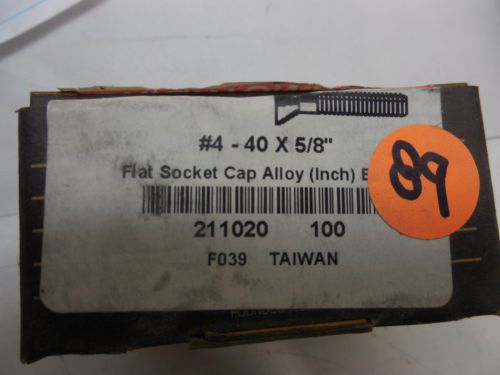 #4 - 40 X 5/8"
Flat Socket Cap Alloy (Inch)
89
211020 100
F039 TAIWAN